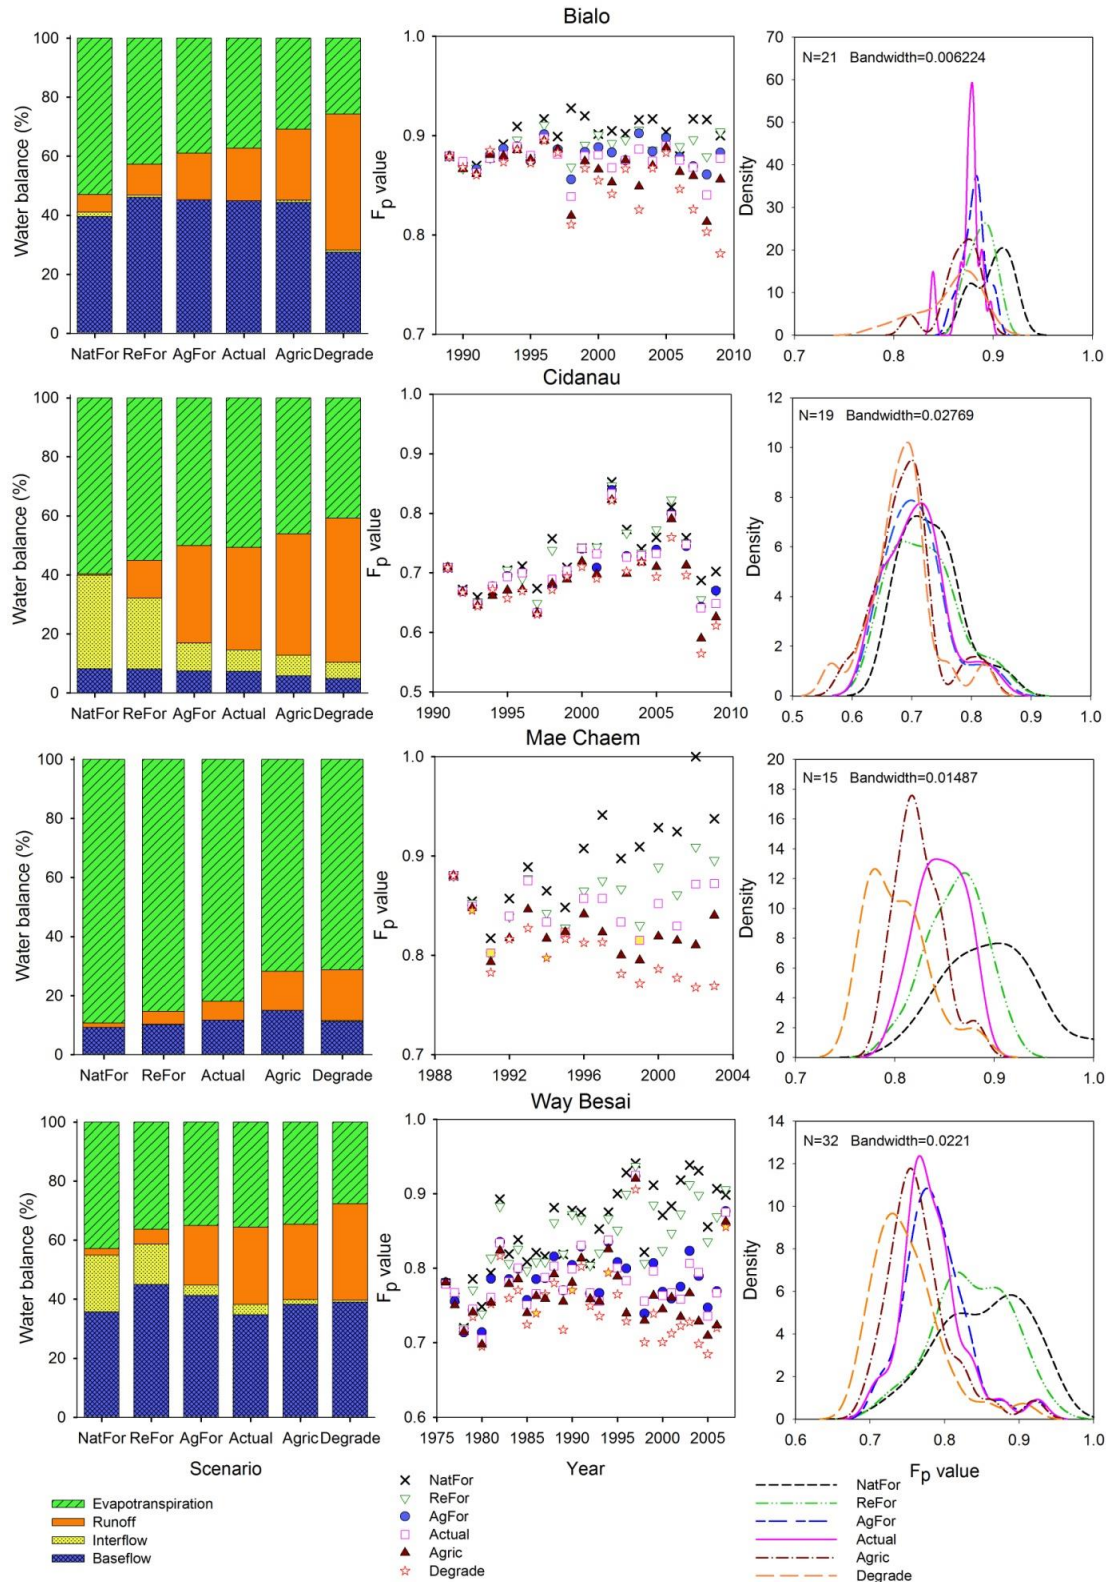 Bialo
Water balance (%)
100
80
60
40
20
0
NatFor ReFor AgFor Actual Agric Degrade
Fp value
1.0
0.9
0.8
0.7
1990 1995 2000 2005 2010
Density
70
60
50
40
30
20
10
0
N=21 Bandwidth=0.006224
0.7 0.8 0.9 1.0
Cidanau
Water balance (%)
100
80
60
40
20
0
NatFor ReFor AgFor Actual Agric Degrade
Fp value
1.0
0.9
0.8
0.7
0.6
0.5
1990 1995 2000 2005 2010
Density
12
10
8
6
4
2
0
N=19 Bandwidth=0.02769
0.5 0.6 0.7 0.8 0.9 1.0
Mae Chaem
Water balance (%)
100
80
60
40
20
0
NatFor ReFor Actual Agric Degrade
Fp value
1.0
0.9
0.8
0.7
1988 1992 1996 2000 2004
Density
20
18
16
14
12
10
8
6
4
2
0
N=15 Bandwidth=0.01487
0.7 0.8 0.9 1.0
Way Besai
Water balance (%)
100
80
60
40
20
0
NatFor ReFor AgFor Actual Agric Degrade
Scenario
Fp value
1.0
0.9
0.8
0.7
0.6
1975 1980 1985 1990 1995 2000 2005
Year
Density
14
12
10
8
6
4
2
0
N=32 Bandwidth=0.0221
0.6 0.7 0.8 0.9 1.0
Fp value
Evapotranspiration
Runoff
Interflow
Baseflow
NatFor
ReFor
AgFor
Actual
Agric
Degrade
NatFor
ReFor
AgFor
Actual
Agric
Degrade